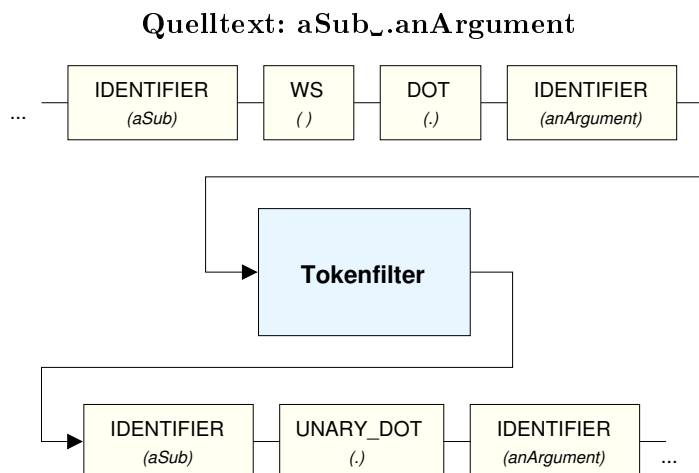 Quelltext: aSub␣.anArgument
IDENTIFIER WS DOT IDENTIFIER
... (aSub) ( ) (.) (anArgument)
Tokenfilter
IDENTIFIER UNARY_DOT IDENTIFIER
(aSub) (.) (anArgument) ...